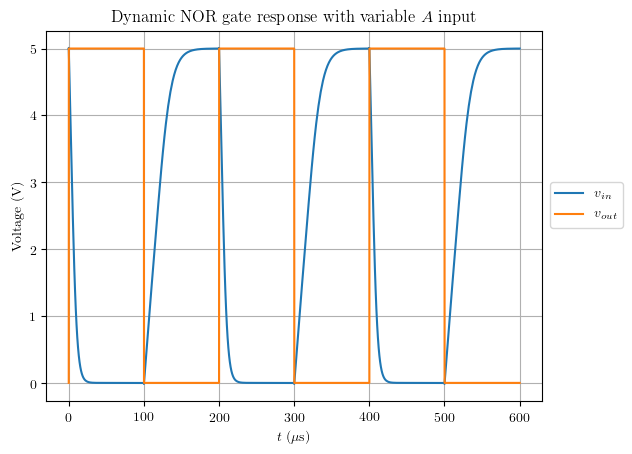 Dynamic NOR gate response with variable A input
Voltage (V)
5
4
3
2
1
0
0 100 200 300 400 500 600
t (μs)
v_in
v_out